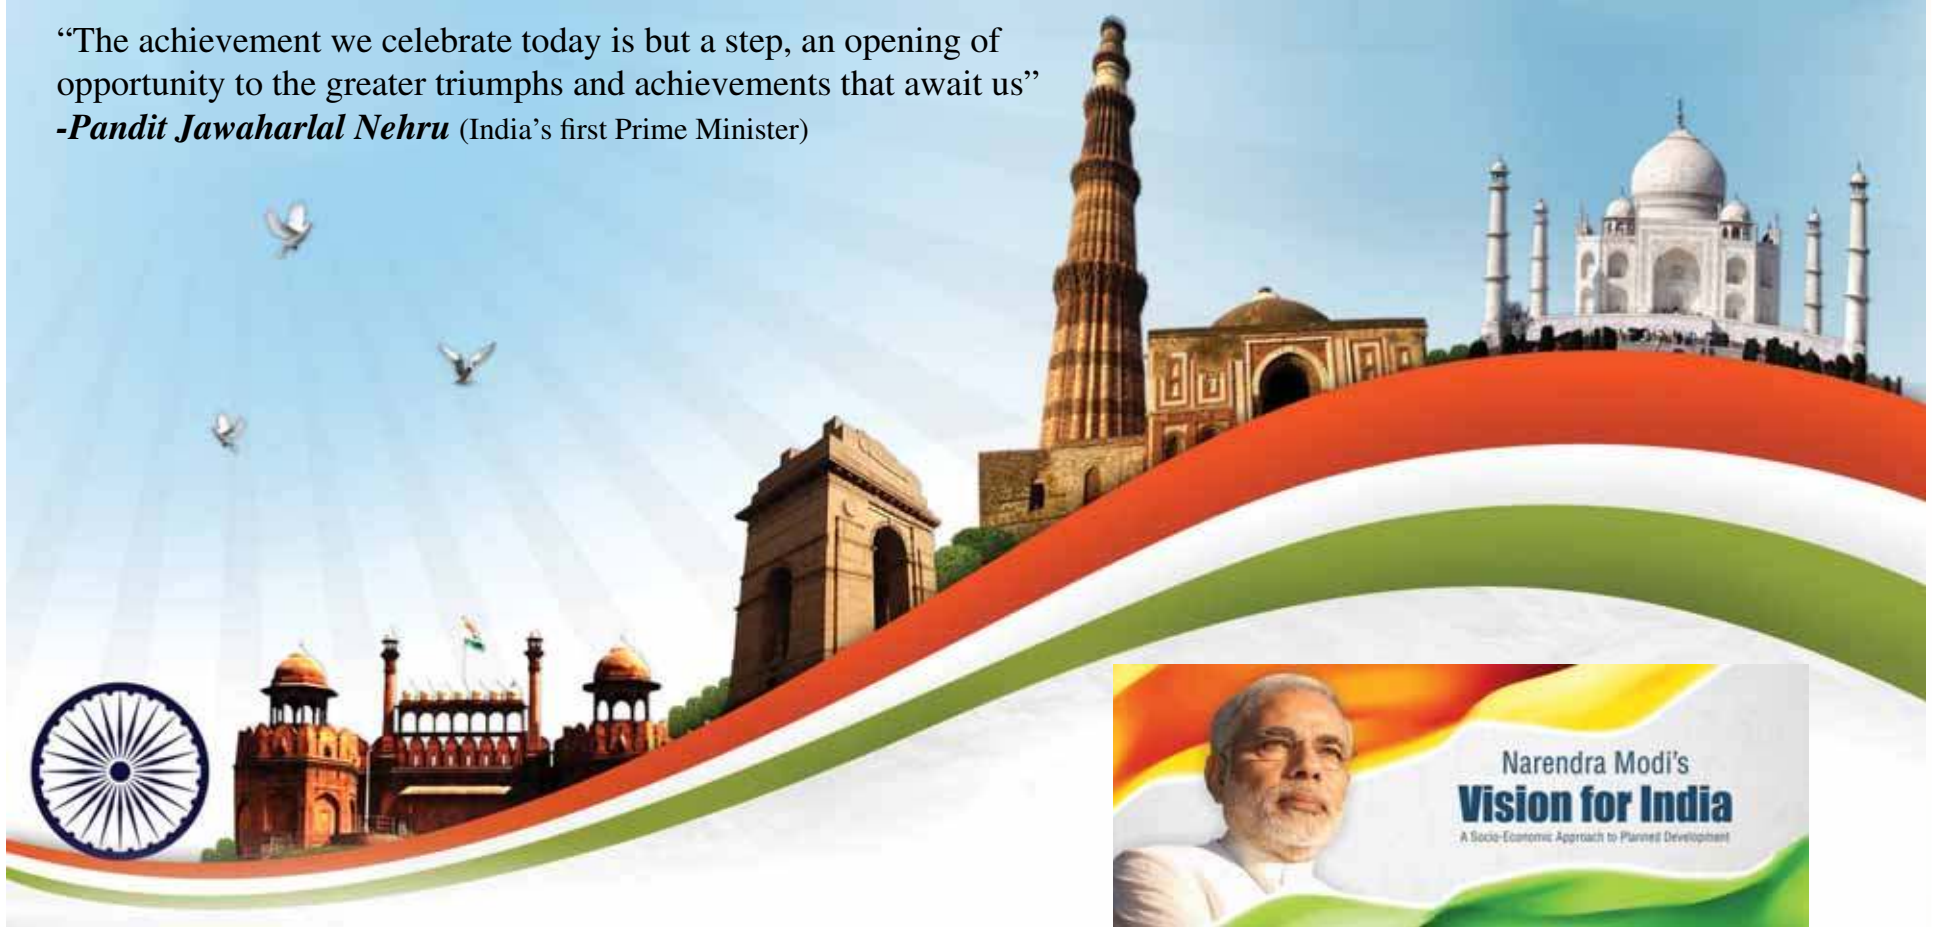 “The achievement we celebrate today is but a step, an opening of
opportunity to the greater triumphs and achievements that await us”
-Pandit Jawaharlal Nehru (India’s first Prime Minister)
Narendra Modi's
Vision for India
A Socio-Economic Approach to Planned Development